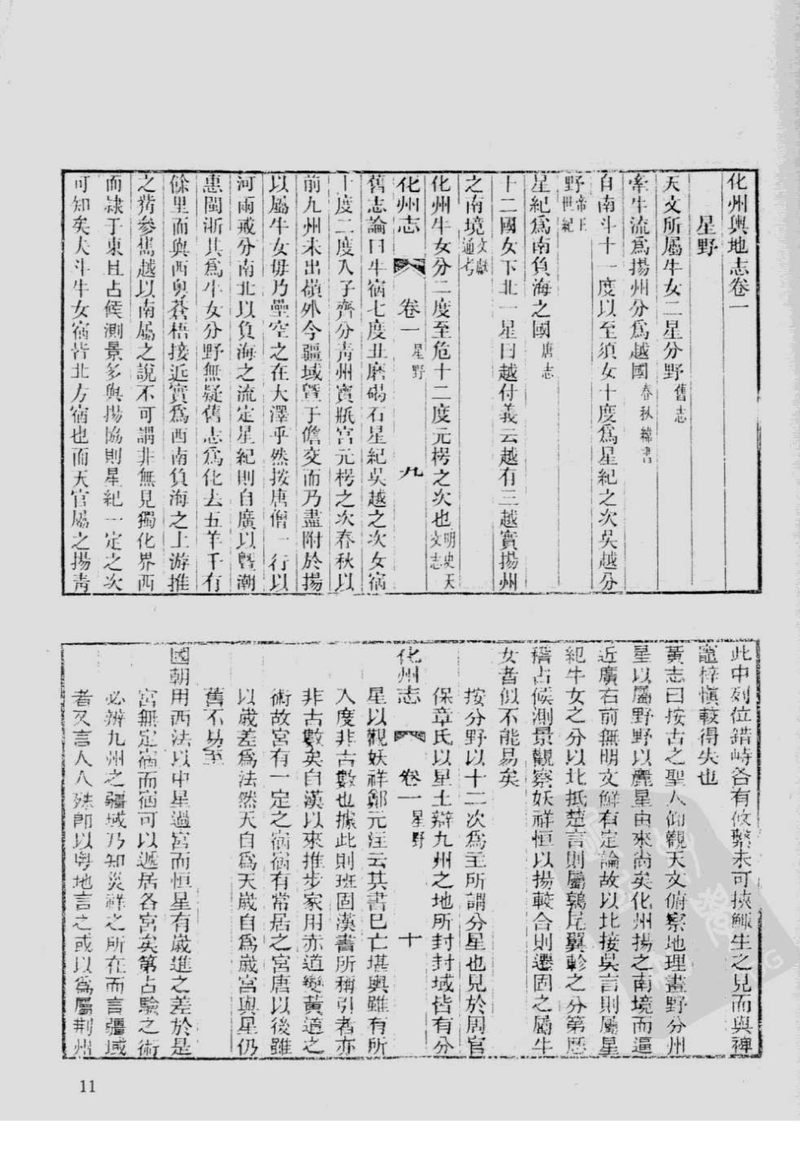 化州輿地志卷一
星野
天文所屬牛女二星分野舊志
牽牛流爲揚州分爲越國春秋緯書
自南斗十一度以至須女十度爲星紀之次吳越分
野帝王世紀
星紀爲南負海之國唐志
十二國女下北一星曰越付義云越有三越實揚州
之南境文獻通考
化州牛女分二度至危十二度元枵之次也明史天文志
化州志 卷一 星野 九
舊志論曰牛宿七度丑磨碣石星紀吳越之次女宿
十度二度入子齊分靑州寶瓶宮元枵之次春秋以
前九州未出嶺外今疆域曁于儋交而乃盡附於揚
以屬牛女毋乃壘空之在大澤乎然按唐僧一行以
河兩戒分南北以負海之流定星紀則自廣以曁潮
惠閩浙其爲牛女分野無疑舊志爲化去五羊千有
餘里而與西粵蒼梧接近實爲西南負海之上游推
之觜參雋越以南屬之說不可謂非無見獨化界西
而隸于東且占候測景多與揚協則星紀一定之次
可知矣夫斗牛女宿皆北方宿也而天官屬之揚靑
此中列位錯峙各有攸繫未可挾鯫生之見而與裨
竈梓愼較得失也
黃志曰按古之聖人仰觀天文俯察地理畫野分州
星以屬野野以麗星由來尚矣化州揚之南境而逼
近廣右前無明文鮮有定論故以北接吳言則屬星
紀牛女之分以北抵楚言則屬鶉尾翼軫之分第歷
稽占候測景觀察妖祥恒以揚較合則遷固之屬牛
女者似不能易矣
按分野以十二次爲主所謂分星也見於周官
保章氏以星土辯九州之地所封封域皆有分
化州志 卷一 星野 十
星以觀妖祥鄭元注云其書已亡堪輿雖有所
入度非古數也據此則班固漢書所稱引者亦
非古數矣自漢以來推步家用赤道變黃道之
術故宮有一定之宿宿有常居之宮唐以後雖
以歲差爲法然天自爲天歲自爲歲宮與星仍
舊不易至
國朝用西法以中星過宮而恒星有歲進之差於是
宮無定宿而宿可以遞居各宮矣第占驗之術
必辨九州之疆域乃知災祥之所在而言疆域
者又言人人殊卽以粵地言之或以爲屬荆州
11